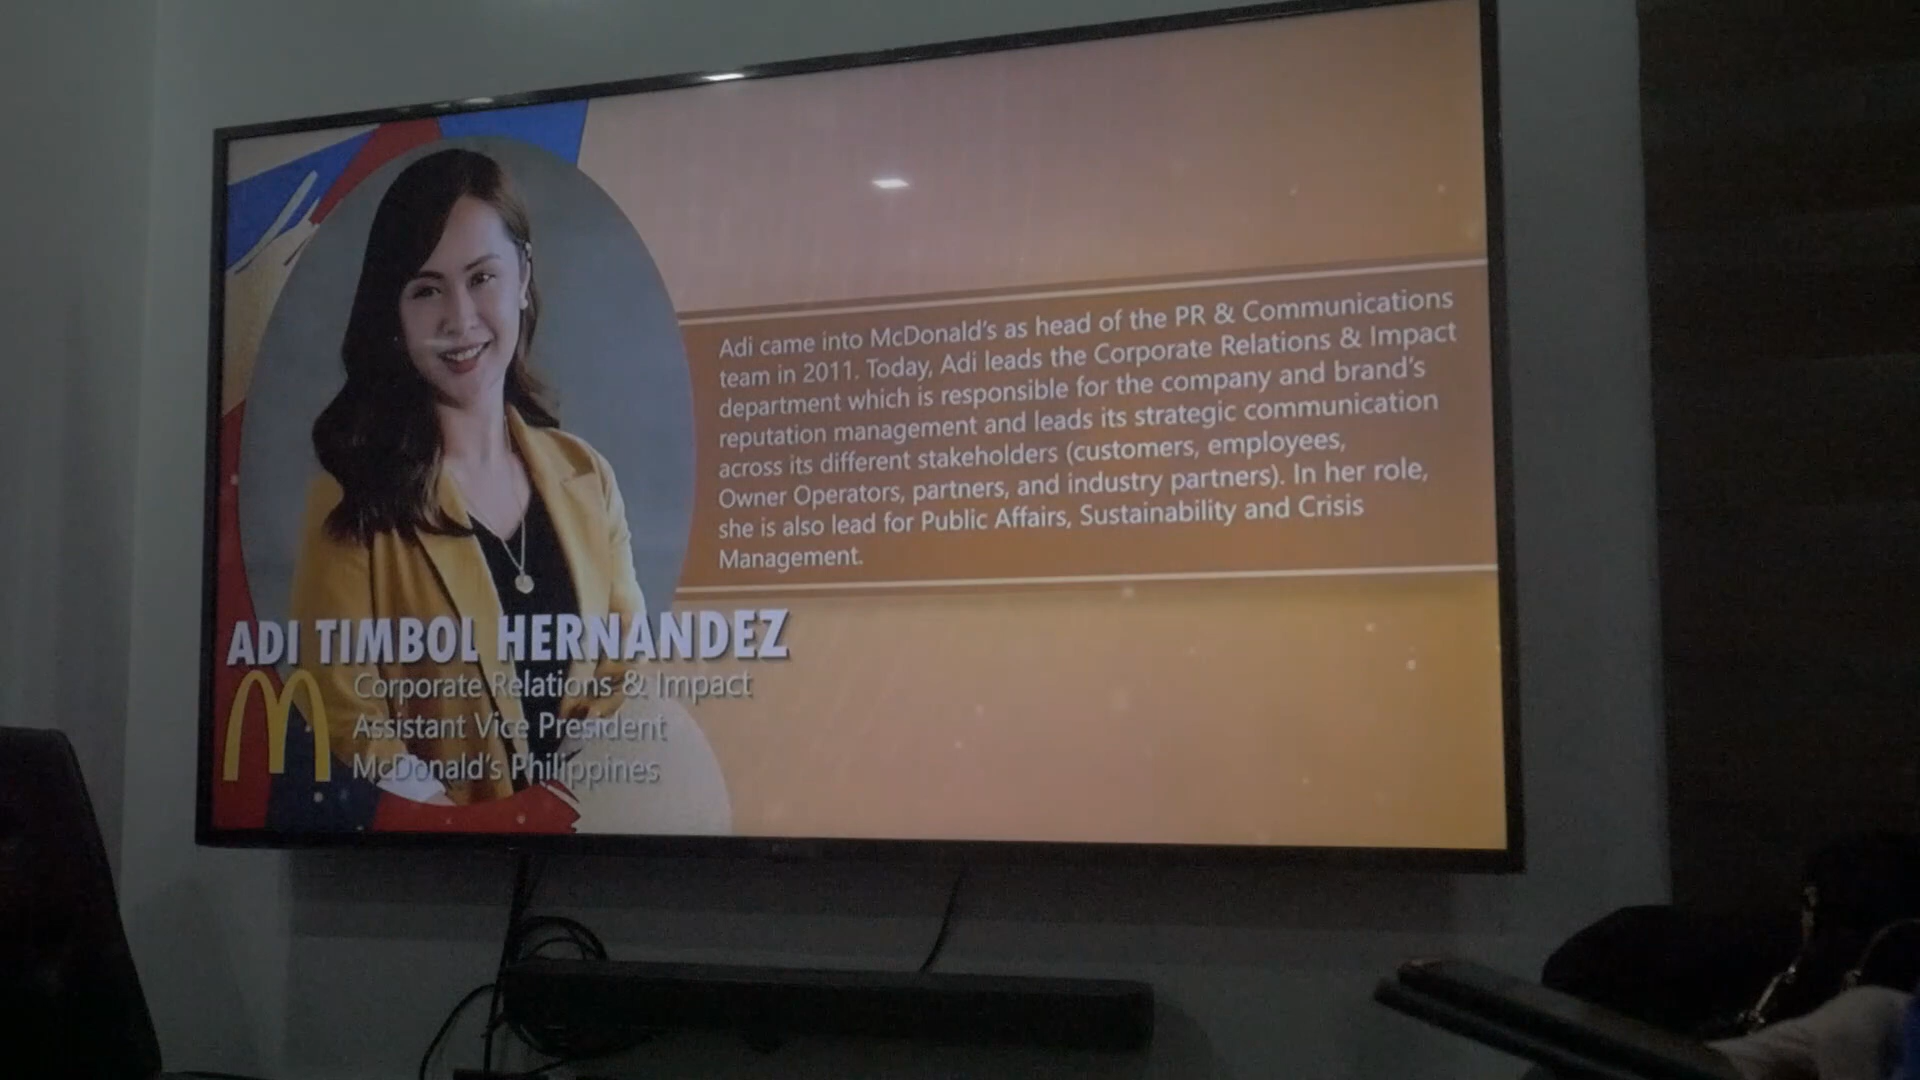 Adi came into McDonald's as head of the PR & Communications
team in 2011. Today, Adi leads the Corporate Relations & Impact
department which is responsible for the company and brand's
reputation management and leads its strategic communication
across its different stakeholders (customers, employees,
Owner Operators, partners, and industry partners). In her role,
she is also lead for Public Affairs, Sustainability and Crisis
Management.
ADI TIMBOL HERNANDEZ
Corporate Relations & Impact
Assistant Vice President
McDonald's Philippines